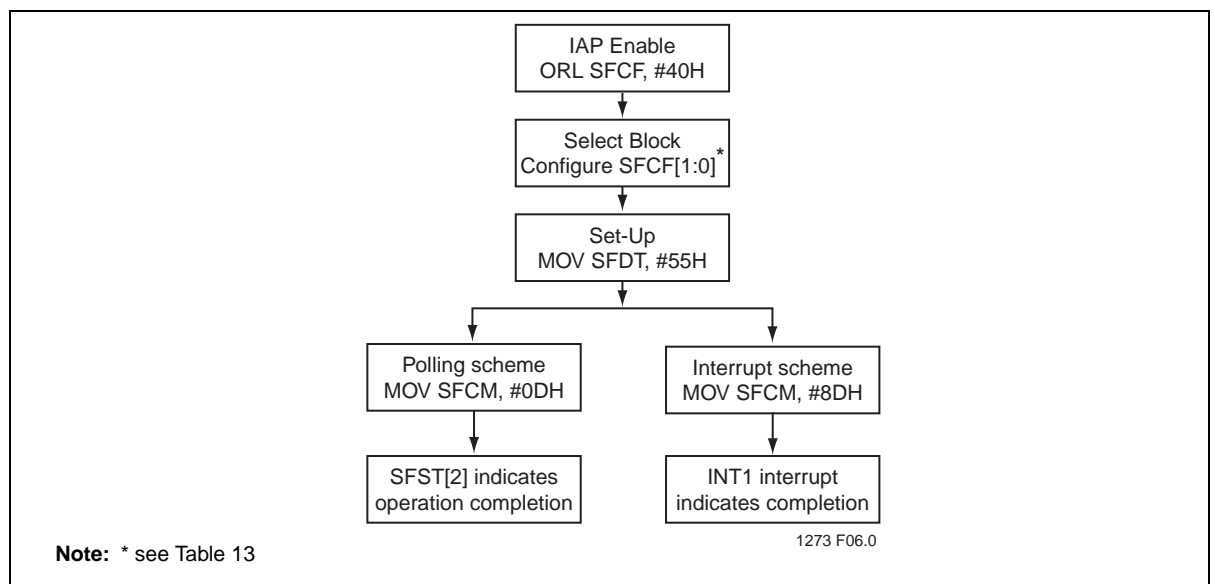 IAP Enable
ORL SFCF, #40H
Select Block
Configure SFCF[1:0]*
Set-Up
MOV SFDT, #55H
Polling scheme
MOV SFCM, #0DH
Interrupt scheme
MOV SFCM, #8DH
SFST[2] indicates
operation completion
INT1 interrupt
indicates completion
1273 F06.0
Note: * see Table 13